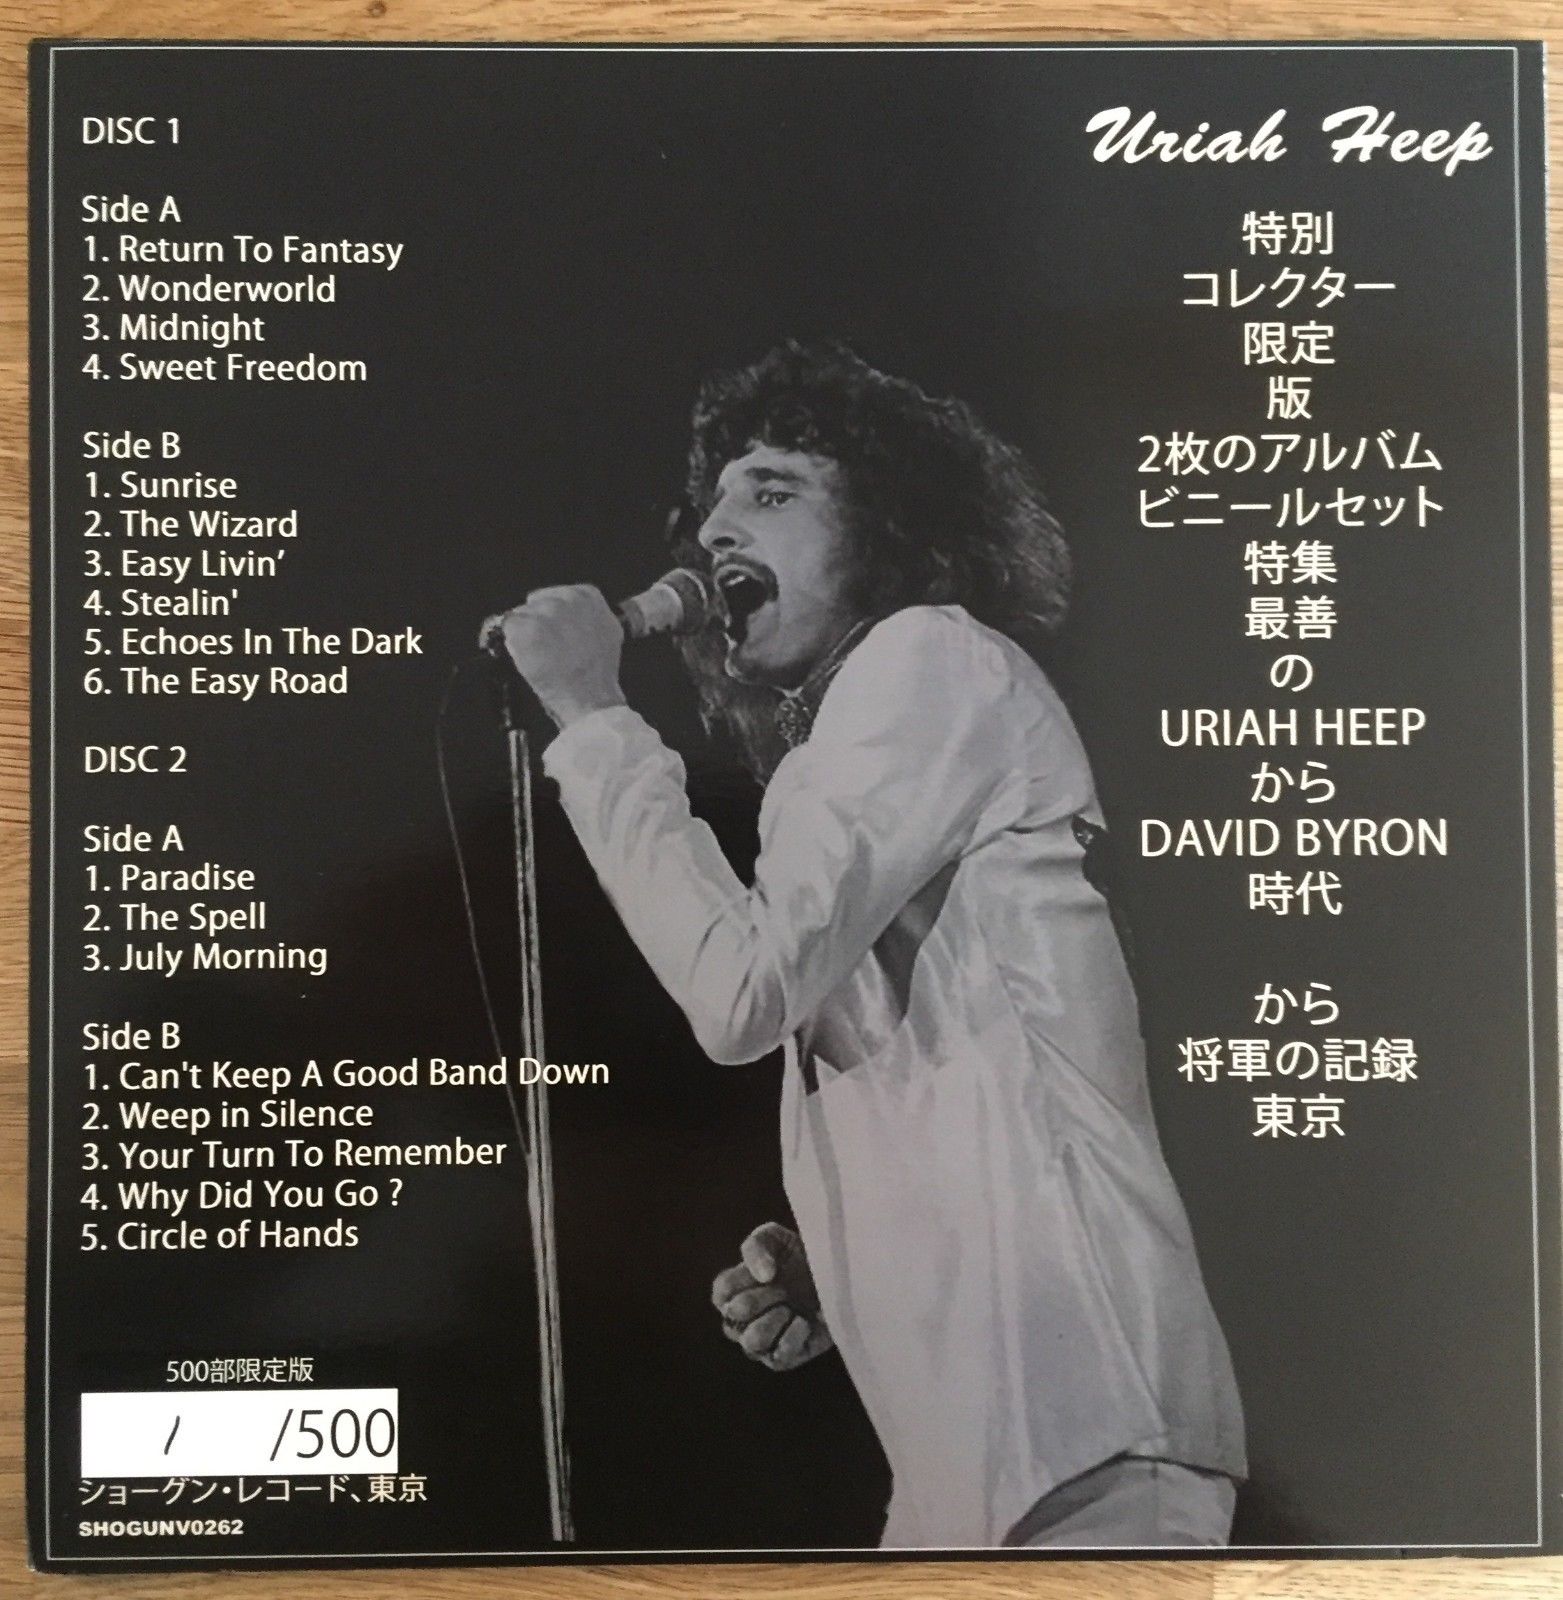 DISC 1
Side A
1. Return To Fantasy
2. Wonderworld
3. Midnight
4. Sweet Freedom
Side B
1. Sunrise
2. The Wizard
3. Easy Livin’
4. Stealin'
5. Echoes In The Dark
6. The Easy Road
DISC 2
Side A
1. Paradise
2. The Spell
3. July Morning
Side B
1. Can't Keep A Good Band Down
2. Weep in Silence
3. Your Turn To Remember
4. Why Did You Go ?
5. Circle of Hands
500部限定版
1 /500
ショーグン・レコード、東京
SHOGUNV0262
Uriah Heep
特別
コレクター
限定
版
2枚のアルバム
ビニールセット
特集
最善
の
URIAH HEEP
から
DAVID BYRON
時代
から
将軍の記録
東京